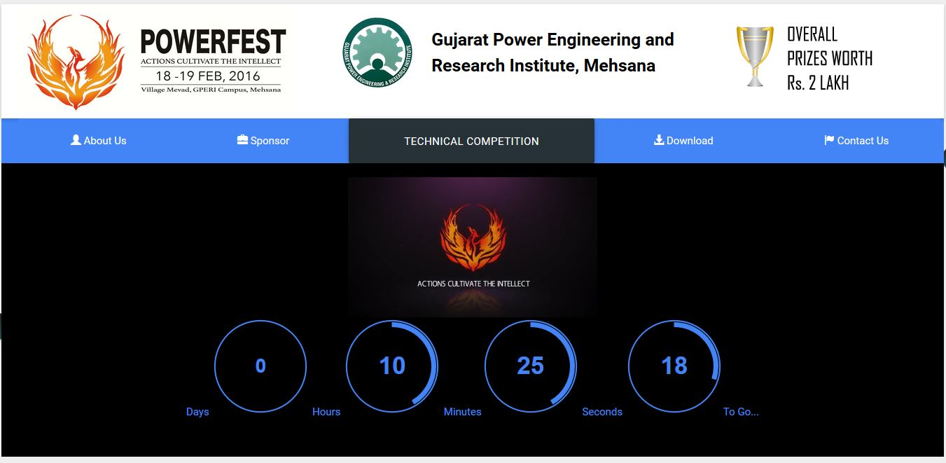 POWERFEST
ACTIONS CULTIVATE THE INTELLECT
18 -19 FEB, 2016
Village Mevad, GPERI Campus, Mehsana
GUJARAT POWER ENGINEERING & RESEARCH INSTITUTE
Gujarat Power Engineering and
Research Institute, Mehsana
OVERALL
PRIZES WORTH
Rs. 2 LAKH
About Us
Sponsor
TECHNICAL COMPETITION
Download
Contact Us
ACTIONS CULTIVATE THE INTELLECT
0
10
25
18
Days
Hours
Minutes
Seconds
To Go...